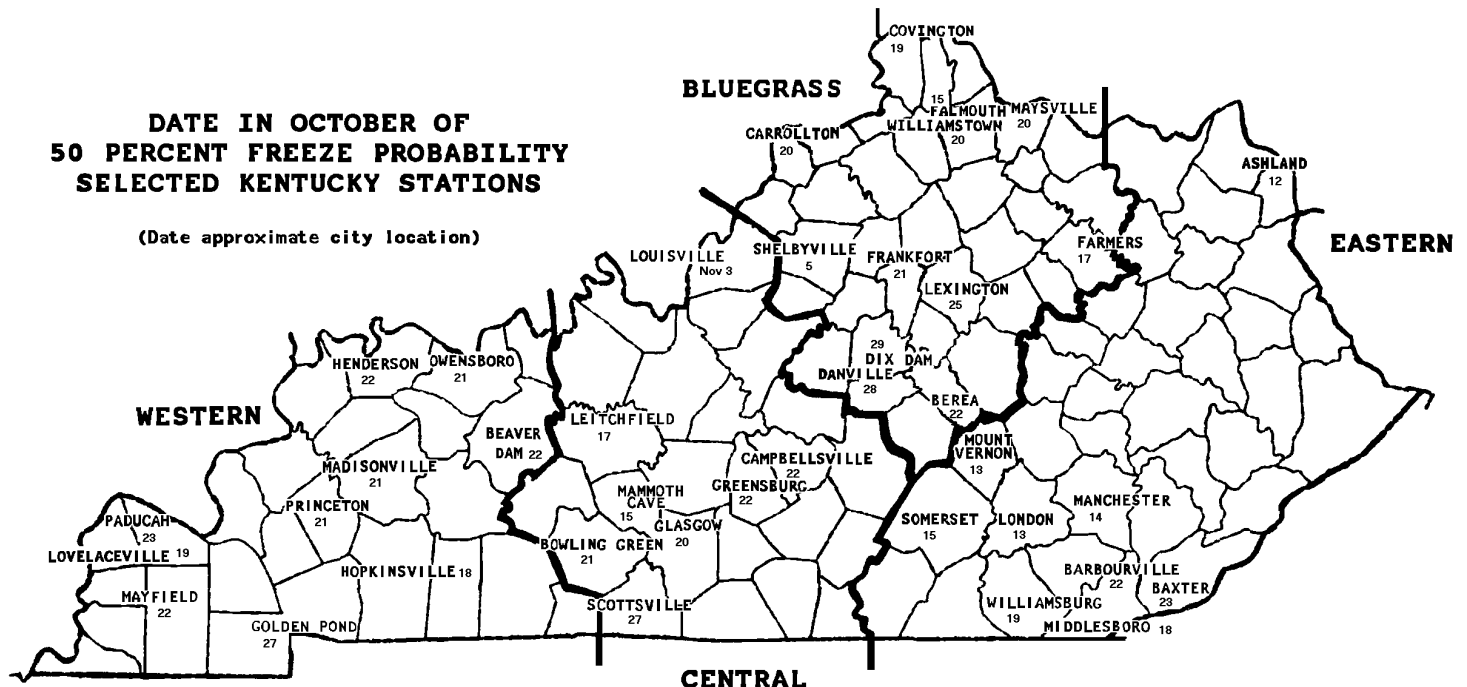 DATE IN OCTOBER OF
50 PERCENT FREEZE PROBABILITY
SELECTED KENTUCKY STATIONS
(Date approximate city location)
BLUEGRASS
COVINGTON
19
15
FALMOUTH
MAYSVILLE
20
WILLIAMSTOWN
20
CARROLLTON
20
ASHLAND
12
EASTERN
FARMERS
17
SHELBYVILLE
5
FRANKFORT
21
LOUISVILLE
Nov 3
LEXINGTON
25
29
DIX DAM
DANVILLE
28
BEREA
22
HENDERSON
22
OWENSBORO
21
WESTERN
BEAVER
DAM 22
LEITCHFIELD
17
MOUNT
VERNON
13
CAMPBELLSVILLE
22
GREENSBURG
22
MADISONVILLE
21
MAMMOTH
CAVE
15
GLASGOW
20
PRINCETON
21
MANCHESTER
14
SOMERSET
15
LONDON
13
PADUCAH
23
LOVELACEVILLE 19
BOWLING GREEN
21
HOPKINSVILLE 18
BARBOURVILLE
22
BAXTER
23
MAYFIELD
22
SCOTTSVILLE
27
WILLIAMSBURG
19
MIDDLESBORO 18
GOLDEN POND
27
CENTRAL